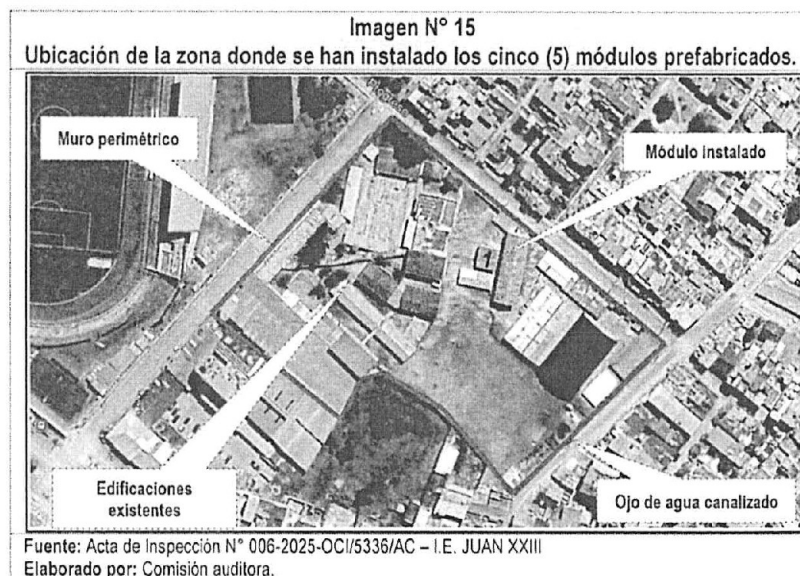 Imagen N° 15
Ubicación de la zona donde se han instalado los cinco (5) módulos prefabricados.
Muro perimétrico
Módulo instalado
1
Edificaciones
existentes
Ojo de agua canalizado
Fuente: Acta de Inspección N° 006-2025-OCI/5336/AC – I.E. JUAN XXIII
Elaborado por: Comisión auditora.